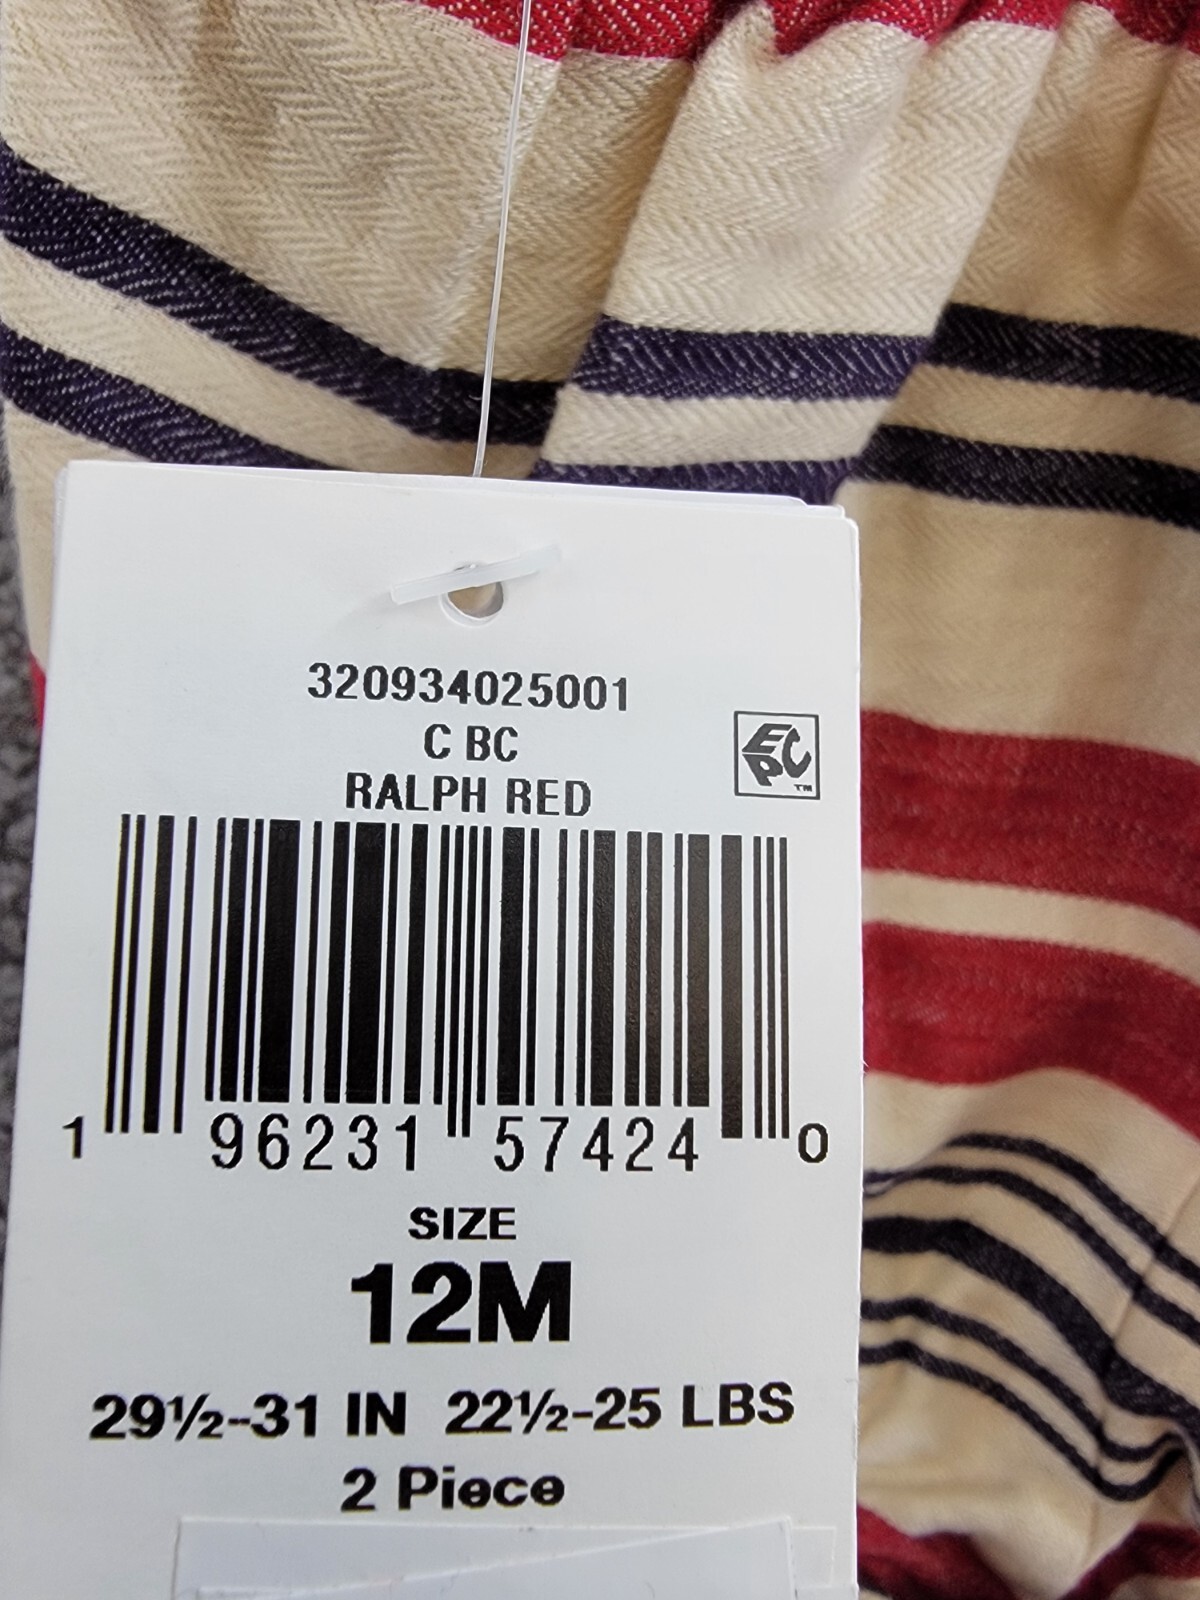 320934025001
C BC
RALPH RED
EPC™
1 96231 57424 0
SIZE
12M
29½-31 IN 22½-25 LBS
2 Piece